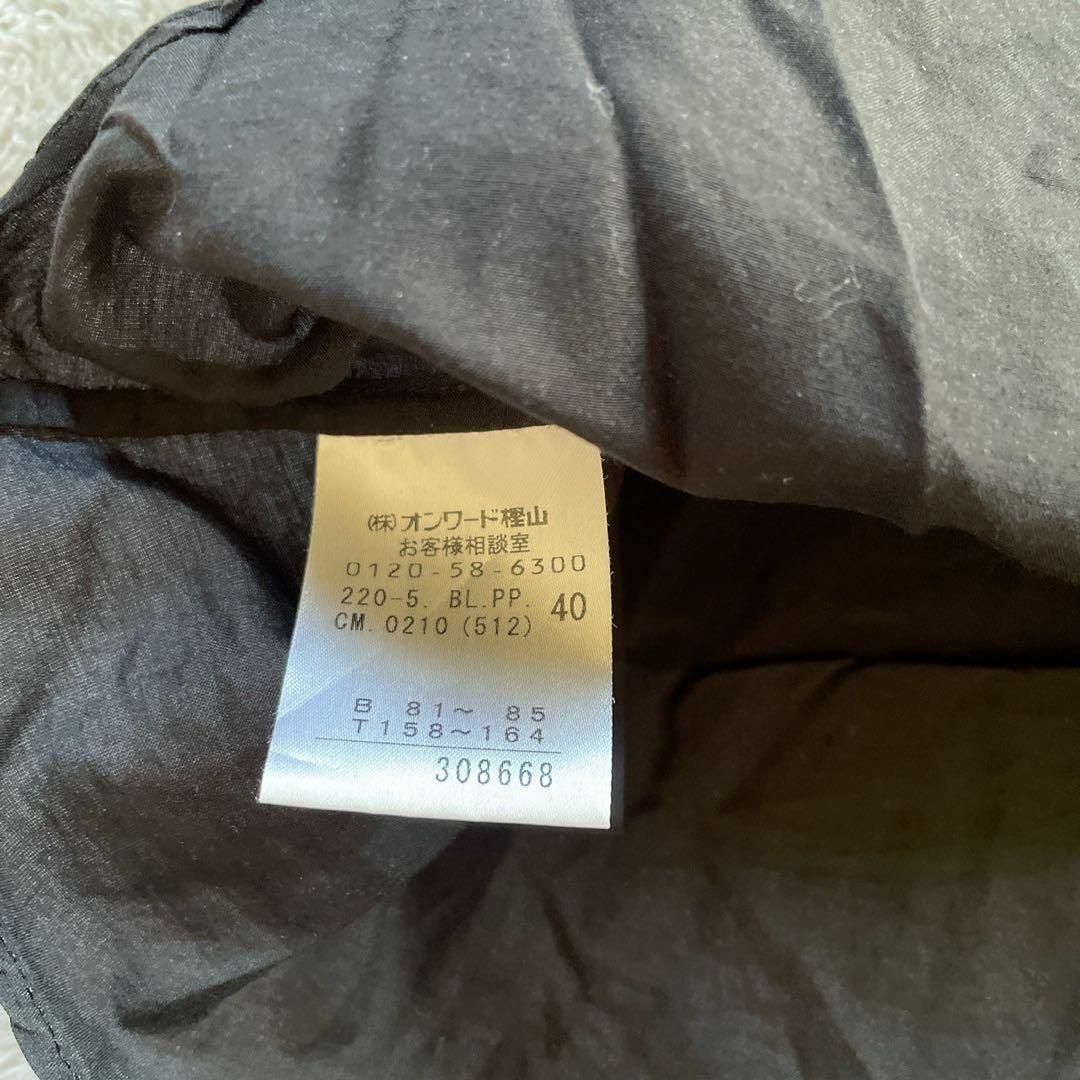 (株)オンワード樫山
お客様相談室
0120-58-6300
220-5. BL.PP. 40
CM. 0210 (512)
B 81～ 85
T158～164
308668